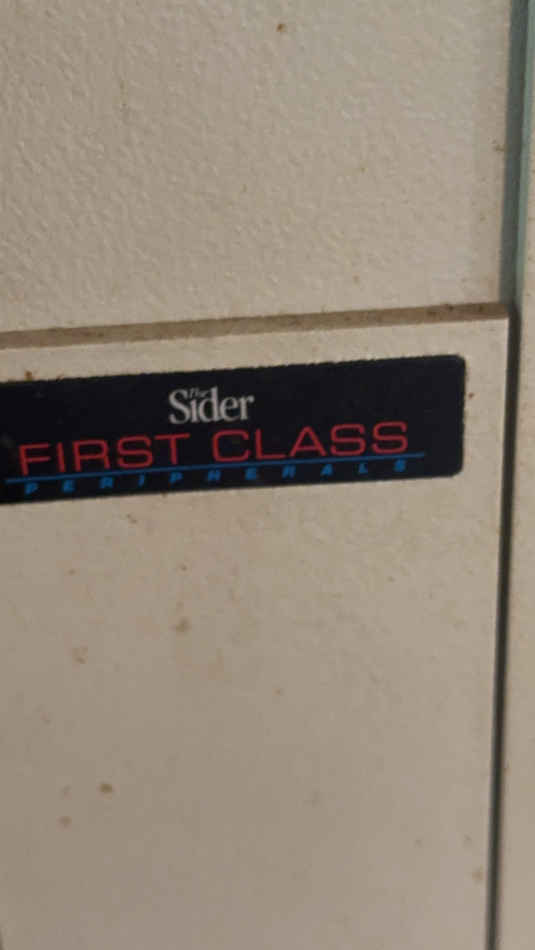 The Sider
FIRST CLASS
PERIPHERALS